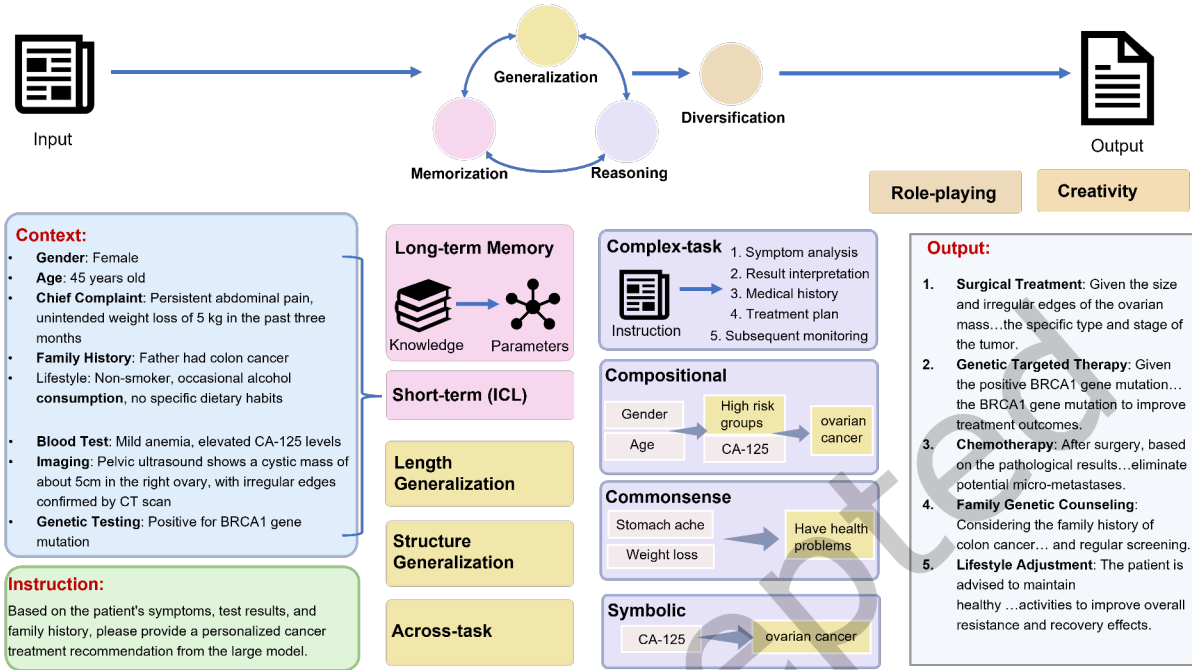 Input
Generalization
Memorization
Reasoning
Diversification
Output
Role-playing
Creativity
Context:
• Gender: Female
• Age: 45 years old
• Chief Complaint: Persistent abdominal pain,
unintended weight loss of 5 kg in the past three
months
• Family History: Father had colon cancer
• Lifestyle: Non-smoker, occasional alcohol
consumption, no specific dietary habits
• Blood Test: Mild anemia, elevated CA-125 levels
• Imaging: Pelvic ultrasound shows a cystic mass of
about 5cm in the right ovary, with irregular edges
confirmed by CT scan
• Genetic Testing: Positive for BRCA1 gene
mutation
Instruction:
Based on the patient's symptoms, test results, and
family history, please provide a personalized cancer
treatment recommendation from the large model.
Long-term Memory
Knowledge
Parameters
Short-term (ICL)
Length
Generalization
Structure
Generalization
Across-task
Complex-task
Instruction
1. Symptom analysis
2. Result interpretation
3. Medical history
4. Treatment plan
5. Subsequent monitoring
Compositional
Gender
Age
High risk
groups
CA-125
ovarian
cancer
Commonsense
Stomach ache
Weight loss
Have health
problems
Symbolic
CA-125
ovarian cancer
Output:
1. Surgical Treatment: Given the size
and irregular edges of the ovarian
mass…the specific type and stage of
the tumor.
2. Genetic Targeted Therapy: Given
the positive BRCA1 gene mutation…
the BRCA1 gene mutation to improve
treatment outcomes.
3. Chemotherapy: After surgery, based
on the pathological results…eliminate
potential micro-metastases.
4. Family Genetic Counseling:
Considering the family history of
colon cancer… and regular screening.
5. Lifestyle Adjustment: The patient is
advised to maintain
healthy …activities to improve overall
resistance and recovery effects.
epted